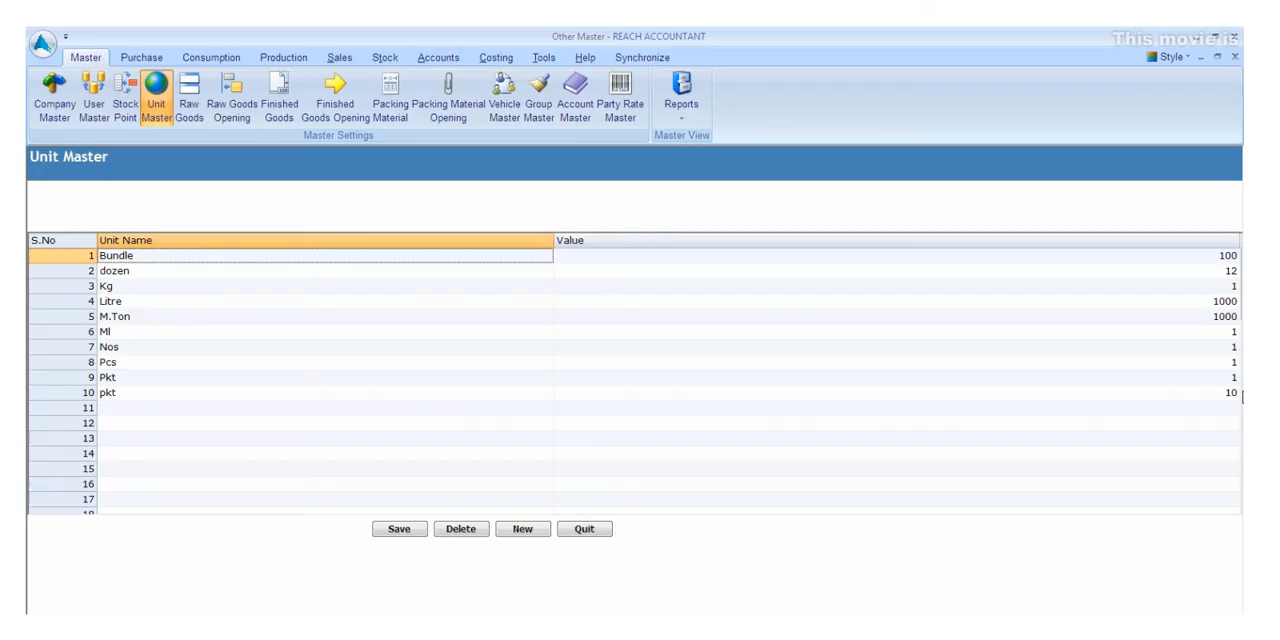 Other Master - REACH ACCOUNTANT
This movie is
Master Purchase Consumption Production Sales Stock Accounts Costing Tools Help Synchronize Style
Company Master User Master Stock Point Unit Master Raw Goods Raw Goods Opening Finished Goods Finished Goods Opening Packing Material Packing Material Opening Vehicle Master Group Master Account Master Party Rate Master Reports
Master Settings Master View
Unit Master
S.No Unit Name Value
1 Bundle 100
2 dozen 12
3 Kg 1
4 Litre 1000
5 M.Ton 1000
6 Ml 1
7 Nos 1
8 Pcs 1
9 Pkt 1
10 pkt 10
11
12
13
14
15
16
17
18
Save Delete New Quit